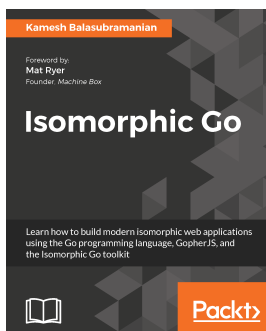 Kamesh Balasubramanian
Foreword by:
Mat Ryer
Founder, Machine Box
Isomorphic Go
Learn how to build modern isomorphic web applications
using the Go programming language, GopherJS, and
the Isomorphic Go toolkit
Packt>